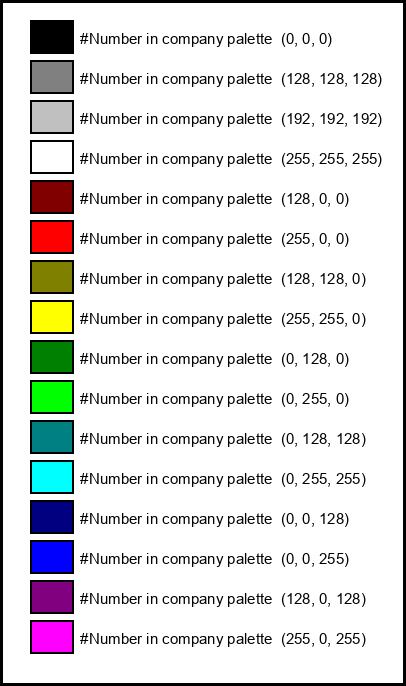 #Number in company palette (0, 0, 0)
#Number in company palette (128, 128, 128)
#Number in company palette (192, 192, 192)
#Number in company palette (255, 255, 255)
#Number in company palette (128, 0, 0)
#Number in company palette (255, 0, 0)
#Number in company palette (128, 128, 0)
#Number in company palette (255, 255, 0)
#Number in company palette (0, 128, 0)
#Number in company palette (0, 255, 0)
#Number in company palette (0, 128, 128)
#Number in company palette (0, 255, 255)
#Number in company palette (0, 0, 128)
#Number in company palette (0, 0, 255)
#Number in company palette (128, 0, 128)
#Number in company palette (255, 0, 255)